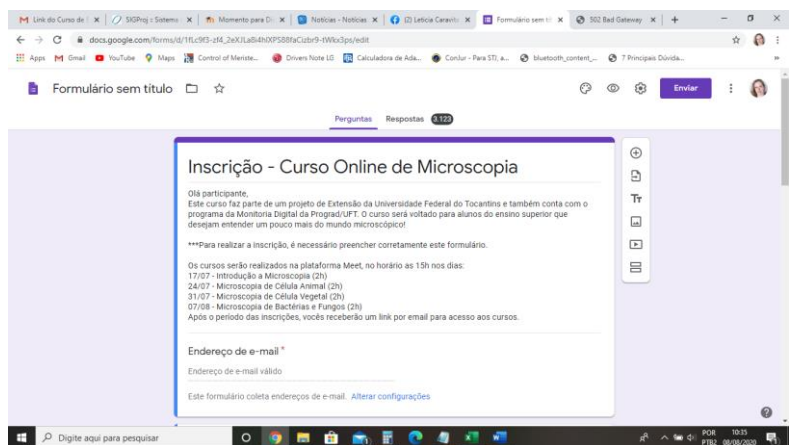 Link do Curso de
SIGProj :: Sistema
Momento para Di
Notícias - Notícias
(2) Leticia Caravita
Formulário sem tí
502 Bad Gateway
docs.google.com/forms/d/
Apps
Gmail
YouTube
Maps
Control of Meriste...
Drivers Note LG
Calculadora de Ada...
Conlur - Para STJ, a...
bluetooth_content_...
7 Principais Dúvida...
Formulário sem título
Enviar
Perguntas Respostas 3.123
Inscrição - Curso Online de Microscopia
Olá participante,
Este curso faz parte de um projeto de Extensão da Universidade Federal do Tocantins e também conta com o
programa da Monitoria Digital da Prograd/UFT. O curso será voltado para alunos do ensino superior que
desejam entender um pouco mais do mundo microscópico!
***Para realizar a inscrição, é necessário preencher corretamente este formulário.
Os cursos serão realizados na plataforma Meet, no horário as 15h nos dias:
17/07 - Introdução a Microscopia (2h)
24/07 - Microscopia de Célula Animal (2h)
31/07 - Microscopia de Célula Vegetal (2h)
07/08 - Microscopia de Bactérias e Fungos (2h)
Após o período das inscrições, vocês receberão um link por email para acesso aos cursos.
Endereço de e-mail *
Endereço de e-mail válido
Este formulário coleta endereços de e-mail. Alterar configurações
Digite aqui para pesquisar
POR
PTB2
10:35
08/08/2020